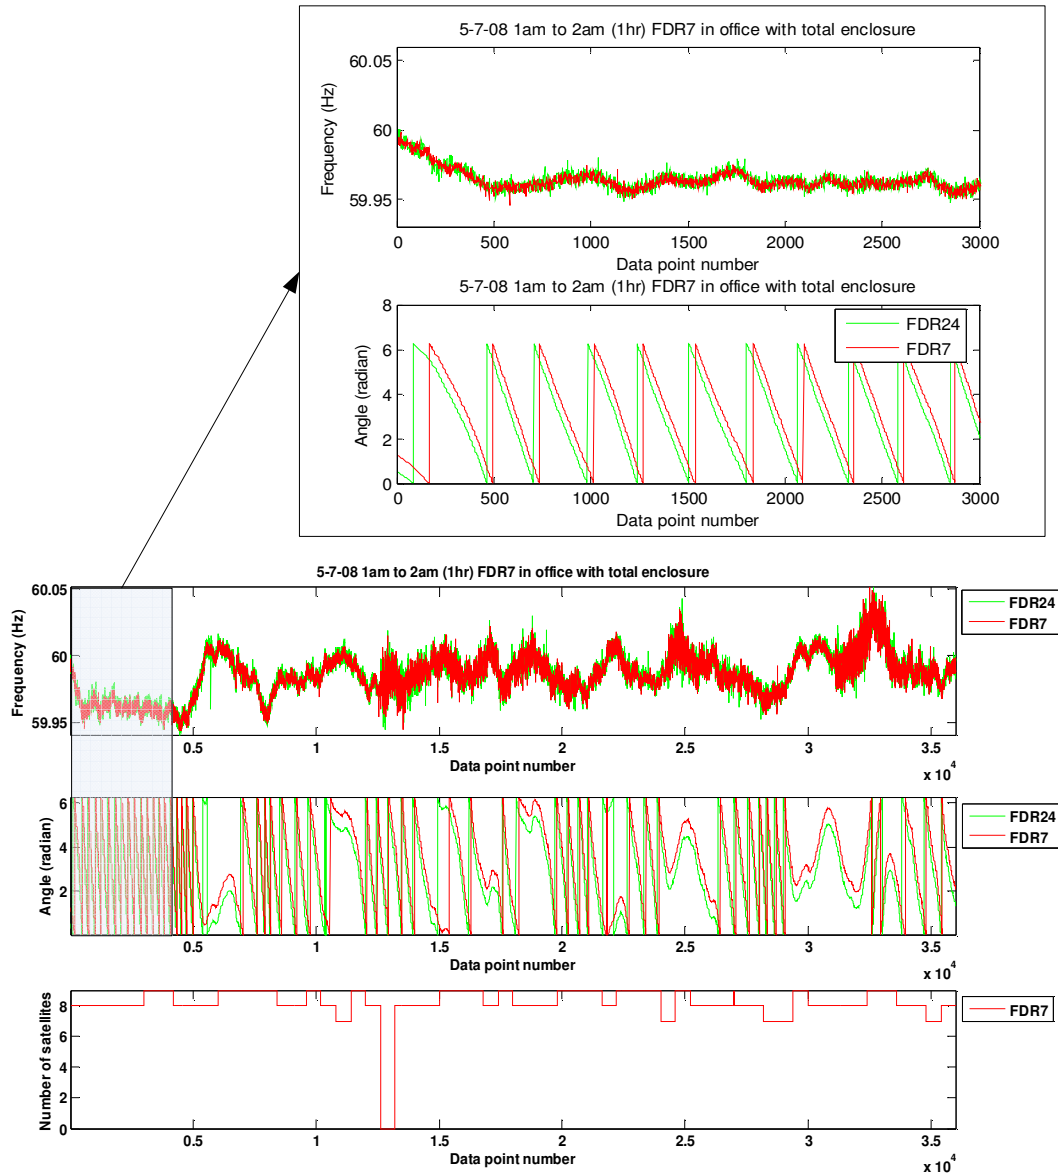 5-7-08 1am to 2am (1hr) FDR7 in office with total enclosure
Frequency (Hz)
60.05
60
59.95
0 500 1000 1500 2000 2500 3000
Data point number
5-7-08 1am to 2am (1hr) FDR7 in office with total enclosure
Angle (radian)
8
6
4
2
0
FDR24
FDR7
0 500 1000 1500 2000 2500 3000
Data point number
5-7-08 1am to 2am (1hr) FDR7 in office with total enclosure
Frequency (Hz)
60.05
60
59.95
FDR24
FDR7
0.5 1 1.5 2 2.5 3 3.5
Data point number
x 10^4
Angle (radian)
6
4
2
FDR24
FDR7
0.5 1 1.5 2 2.5 3 3.5
Data point number
x 10^4
Number of satellites
8
6
4
2
0
FDR7
0.5 1 1.5 2 2.5 3 3.5
Data point number
x 10^4